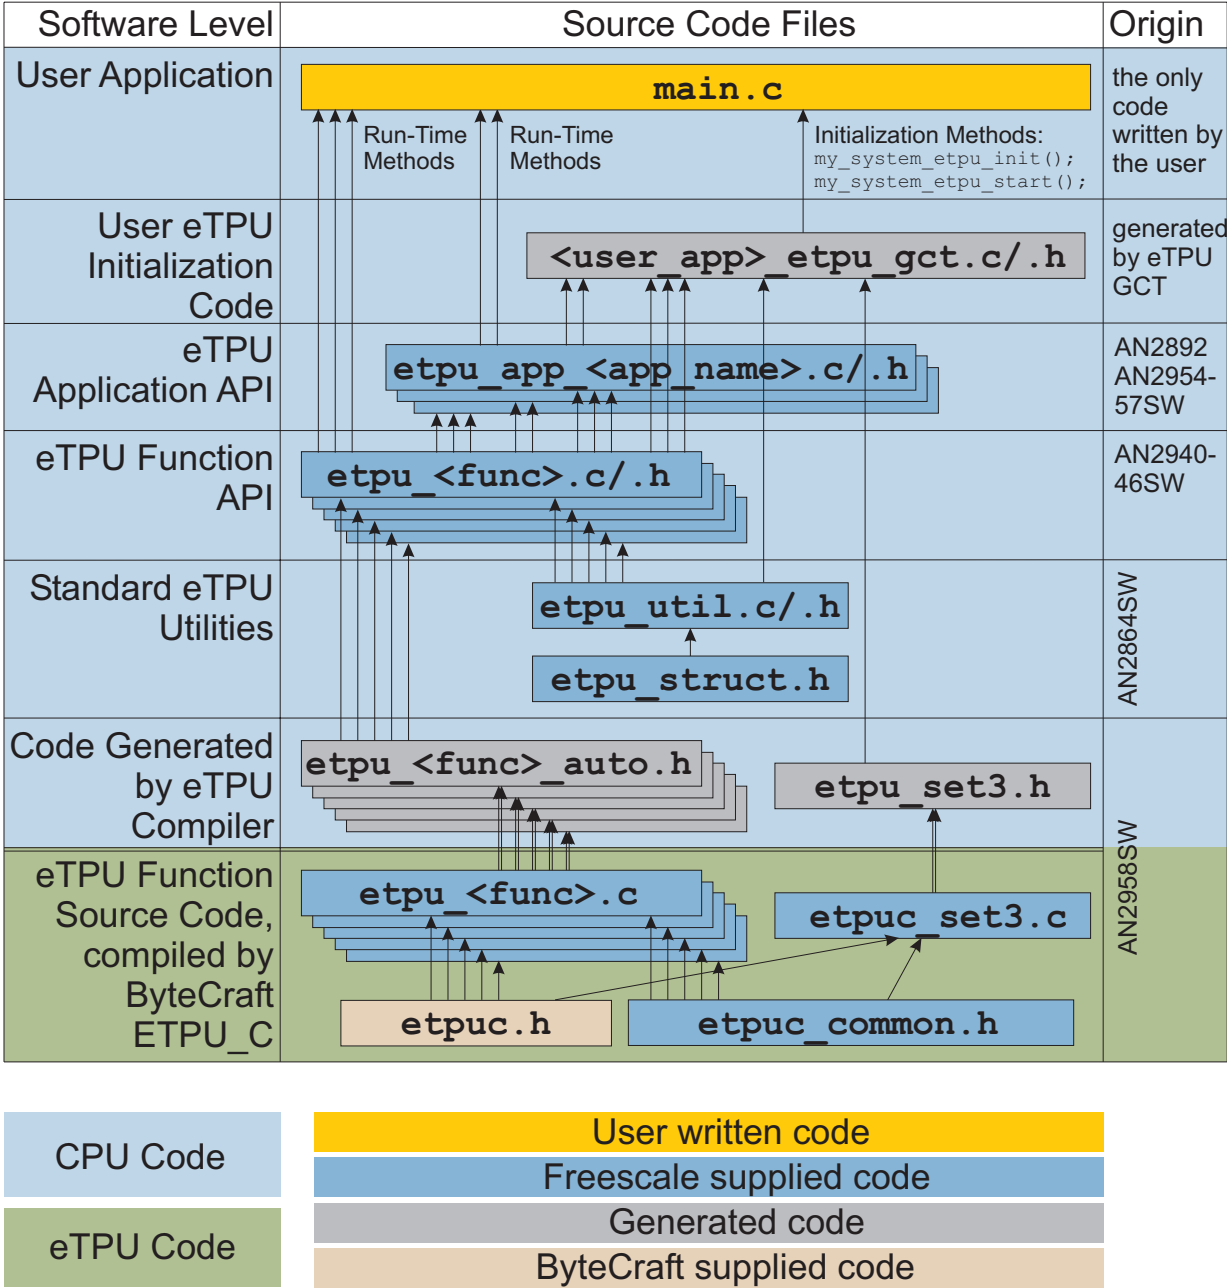 Software Level
Source Code Files
Origin
User Application
main.c
the only
code
written by
the user
Run-Time
Methods
Run-Time
Methods
Initialization Methods:
my_system_etpu_init();
my_system_etpu_start();
User eTPU
Initialization
Code
<user_app>_etpu_gct.c/.h
generated
by eTPU
GCT
eTPU
Application API
etpu_app_<app_name>.c/.h
AN2892
AN2954-
57SW
eTPU Function
API
etpu_<func>.c/.h
AN2940-
46SW
Standard eTPU
Utilities
etpu_util.c/.h
etpu_struct.h
AN2864SW
Code Generated
by eTPU
Compiler
etpu_<func>_auto.h
etpu_set3.h
AN2958SW
eTPU Function
Source Code,
compiled by
ByteCraft
ETPU_C
etpu_<func>.c
etpuc_set3.c
etpuc.h
etpuc_common.h
CPU Code
eTPU Code
User written code
Freescale supplied code
Generated code
ByteCraft supplied code